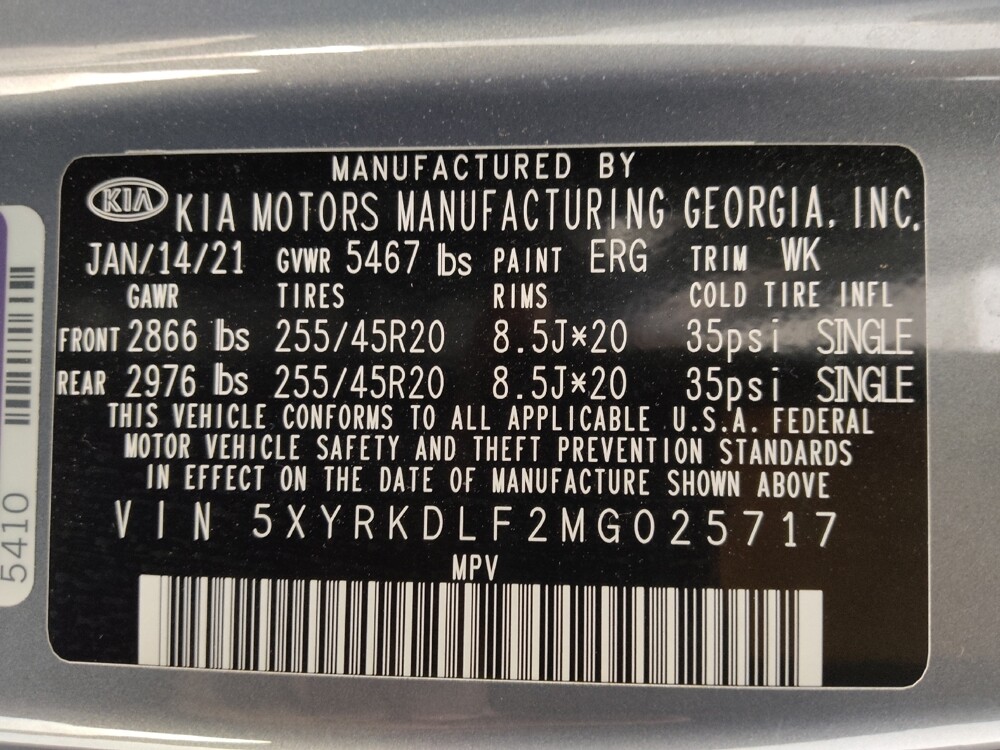 MANUFACTURED BY
KIA KIA MOTORS MANUFACTURING GEORGIA, INC.
JAN/14/21 GVWR 5467 lbs PAINT ERG TRIM WK
GAWR TIRES RIMS COLD TIRE INFL
FRONT 2866 lbs 255/45R20 8.5J*20 35psi SINGLE
REAR 2976 lbs 255/45R20 8.5J*20 35psi SINGLE
THIS VEHICLE CONFORMS TO ALL APPLICABLE U.S.A. FEDERAL
MOTOR VEHICLE SAFETY AND THEFT PREVENTION STANDARDS
IN EFFECT ON THE DATE OF MANUFACTURE SHOWN ABOVE
VIN 5XYRKDLF2MG025717
MPV
5410